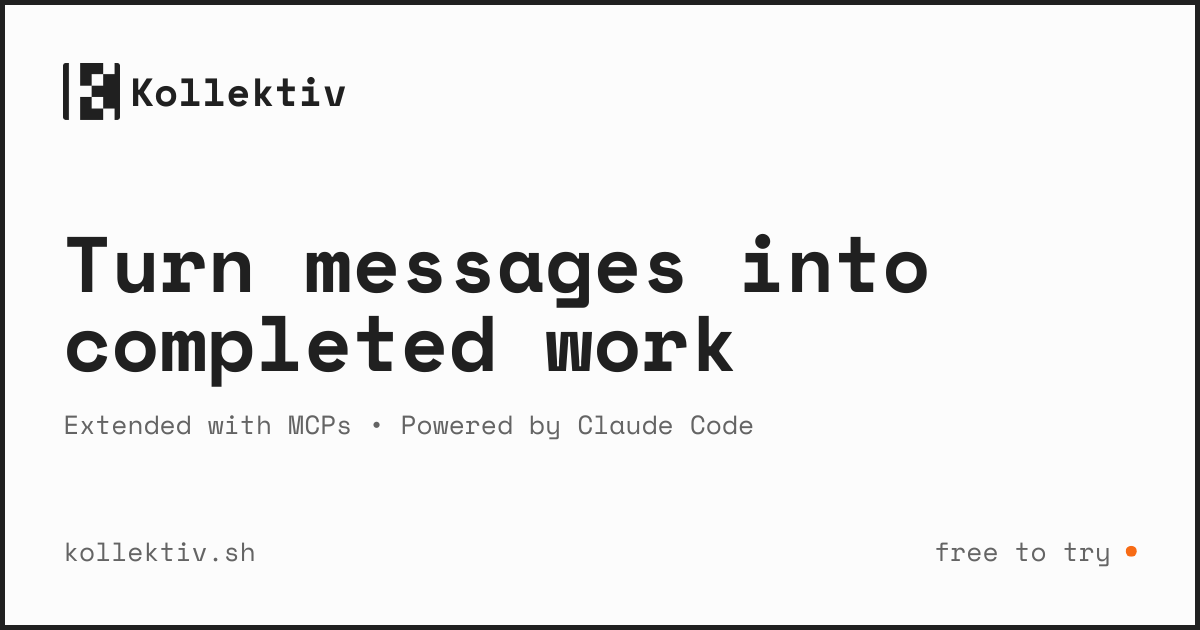 Kollektiv
Turn messages into
completed work
Extended with MCPs • Powered by Claude Code
kollektiv.sh
free to try